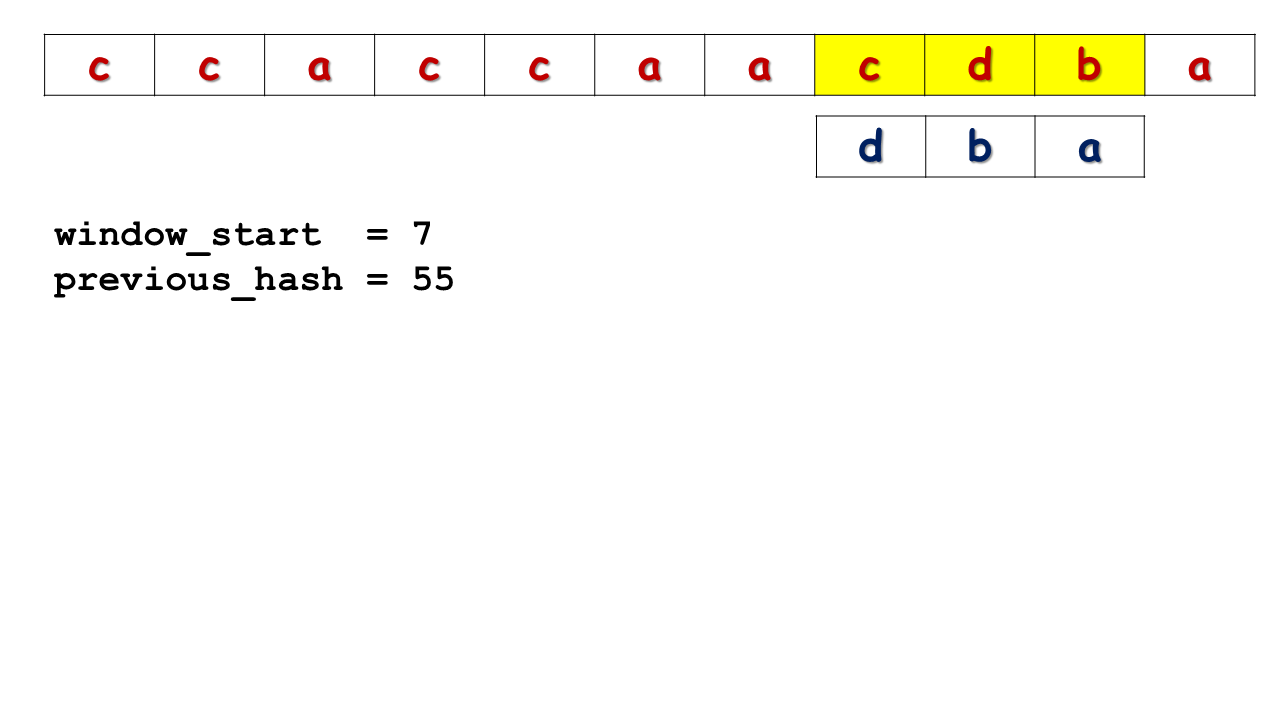 c c a c c a a c d b a
d b a
window_start = 7
previous_hash = 55